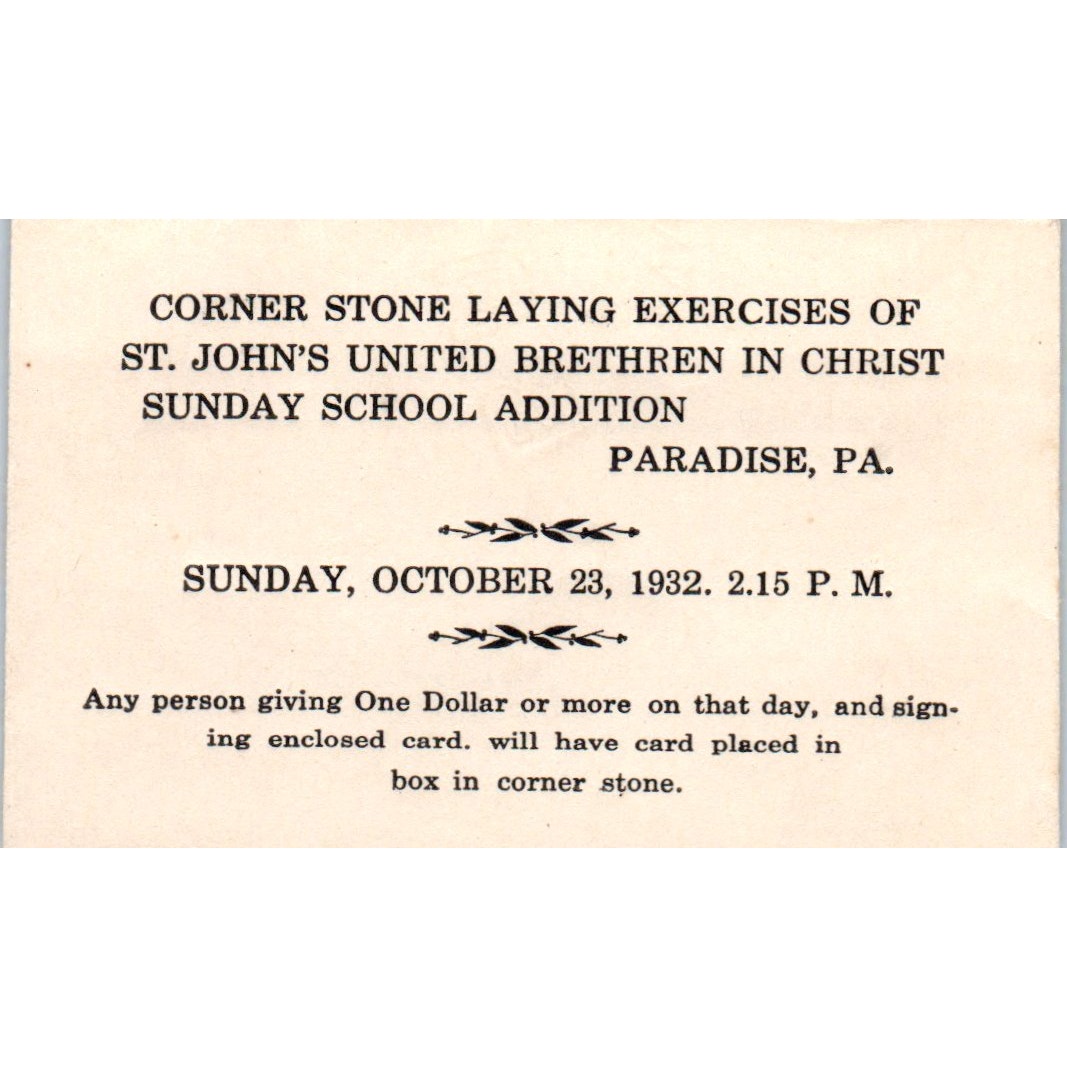 CORNER STONE LAYING EXERCISES OF
ST. JOHN'S UNITED BRETHREN IN CHRIST
SUNDAY SCHOOL ADDITION
PARADISE, PA.
SUNDAY, OCTOBER 23, 1932. 2.15 P. M.
Any person giving One Dollar or more on that day, and sign-
ing enclosed card. will have card placed in
box in corner stone.